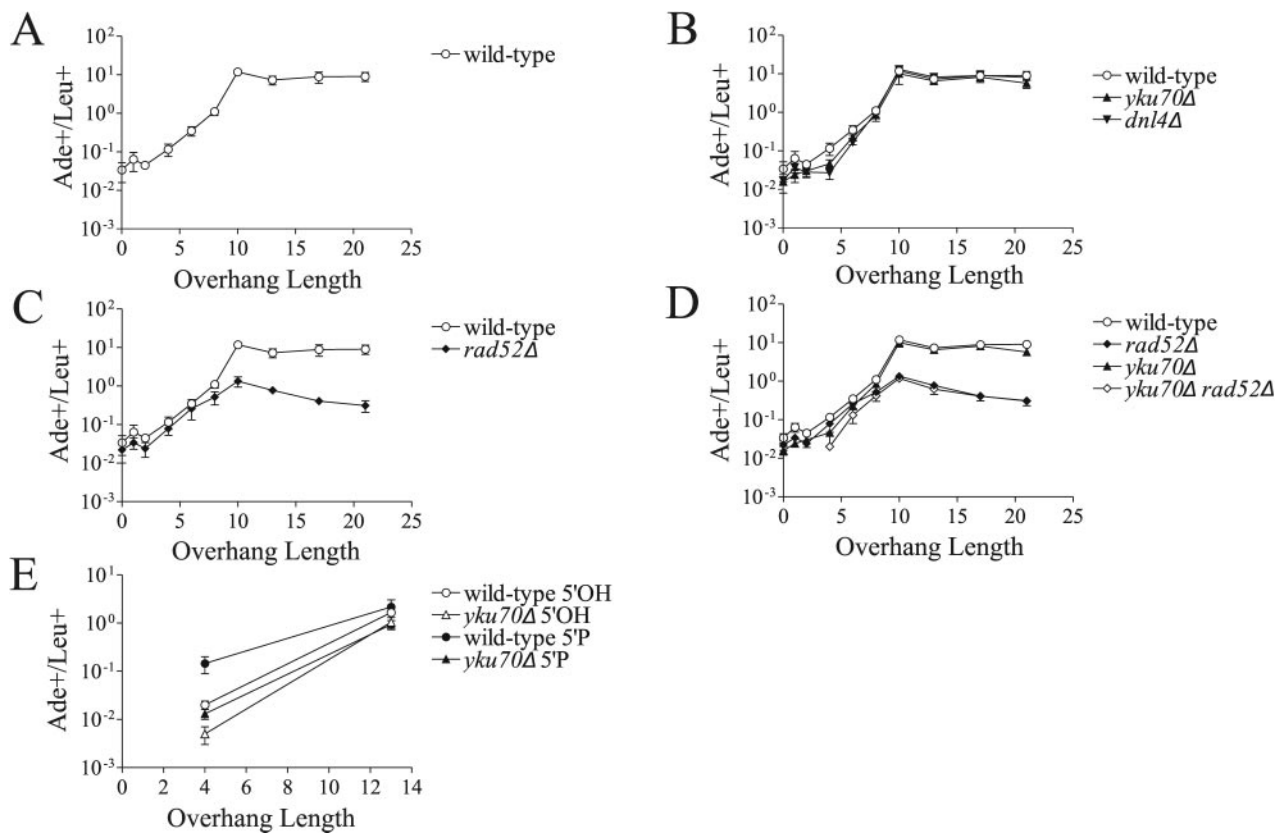 A
Ade+/Leu+
10²
10¹
10⁰
10⁻¹
10⁻²
10⁻³
0 5 10 15 20 25
Overhang Length
wild-type
B
Ade+/Leu+
10²
10¹
10⁰
10⁻¹
10⁻²
10⁻³
0 5 10 15 20 25
Overhang Length
wild-type
yku70Δ
dnl4Δ
C
Ade+/Leu+
10²
10¹
10⁰
10⁻¹
10⁻²
10⁻³
0 5 10 15 20 25
Overhang Length
wild-type
rad52Δ
D
Ade+/Leu+
10²
10¹
10⁰
10⁻¹
10⁻²
10⁻³
0 5 10 15 20 25
Overhang Length
wild-type
rad52Δ
yku70Δ
yku70Δ rad52Δ
E
Ade+/Leu+
10¹
10⁰
10⁻¹
10⁻²
10⁻³
0 2 4 6 8 10 12 14
Overhang Length
wild-type 5'OH
yku70Δ 5'OH
wild-type 5'P
yku70Δ 5'P